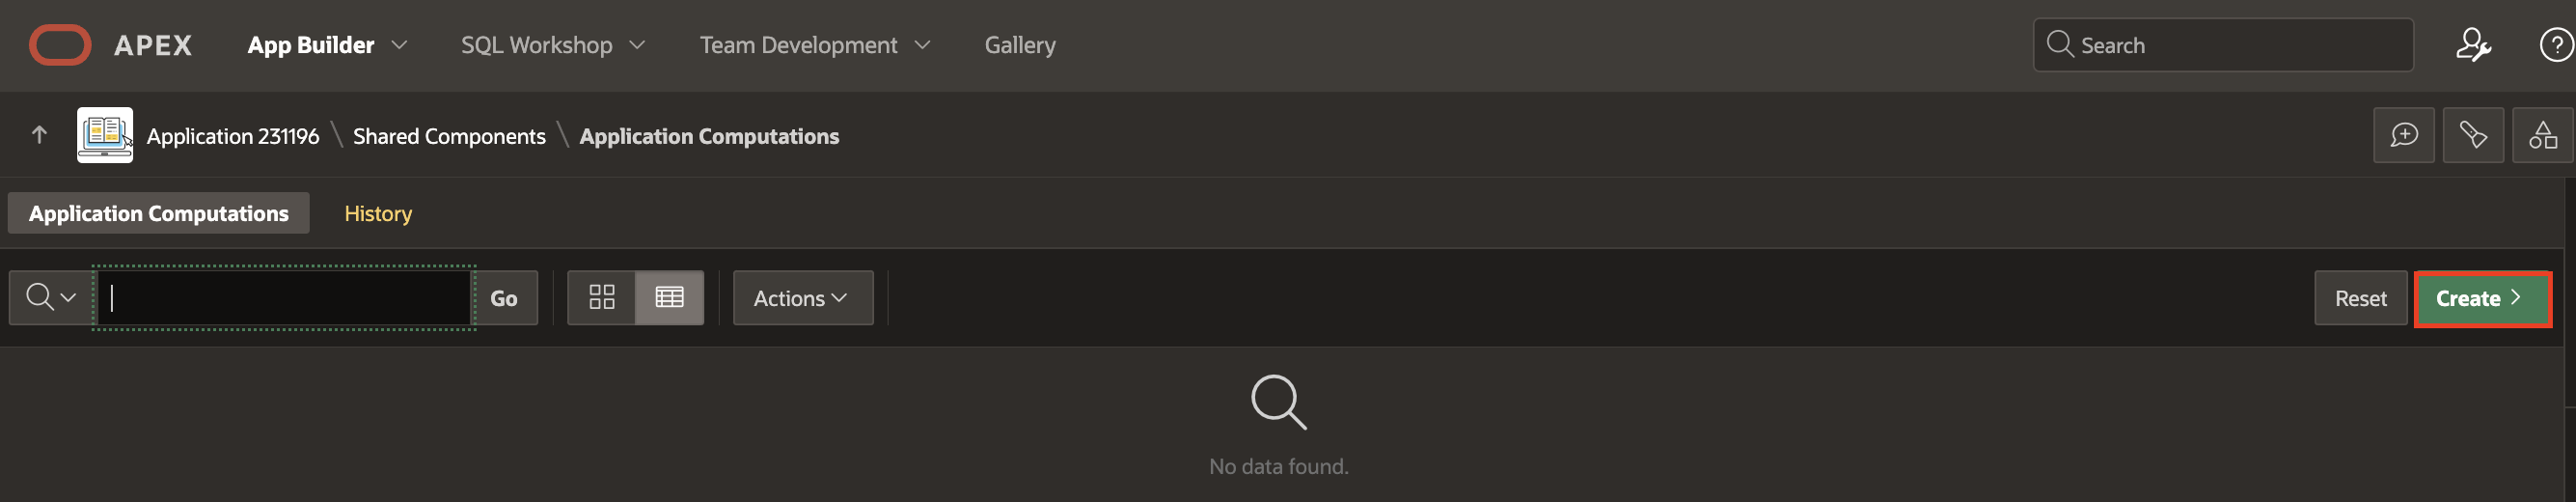 APEX App Builder SQL Workshop Team Development Gallery Search
Application 231196 \ Shared Components \ Application Computations
Application Computations History
Go Actions Reset Create
No data found.